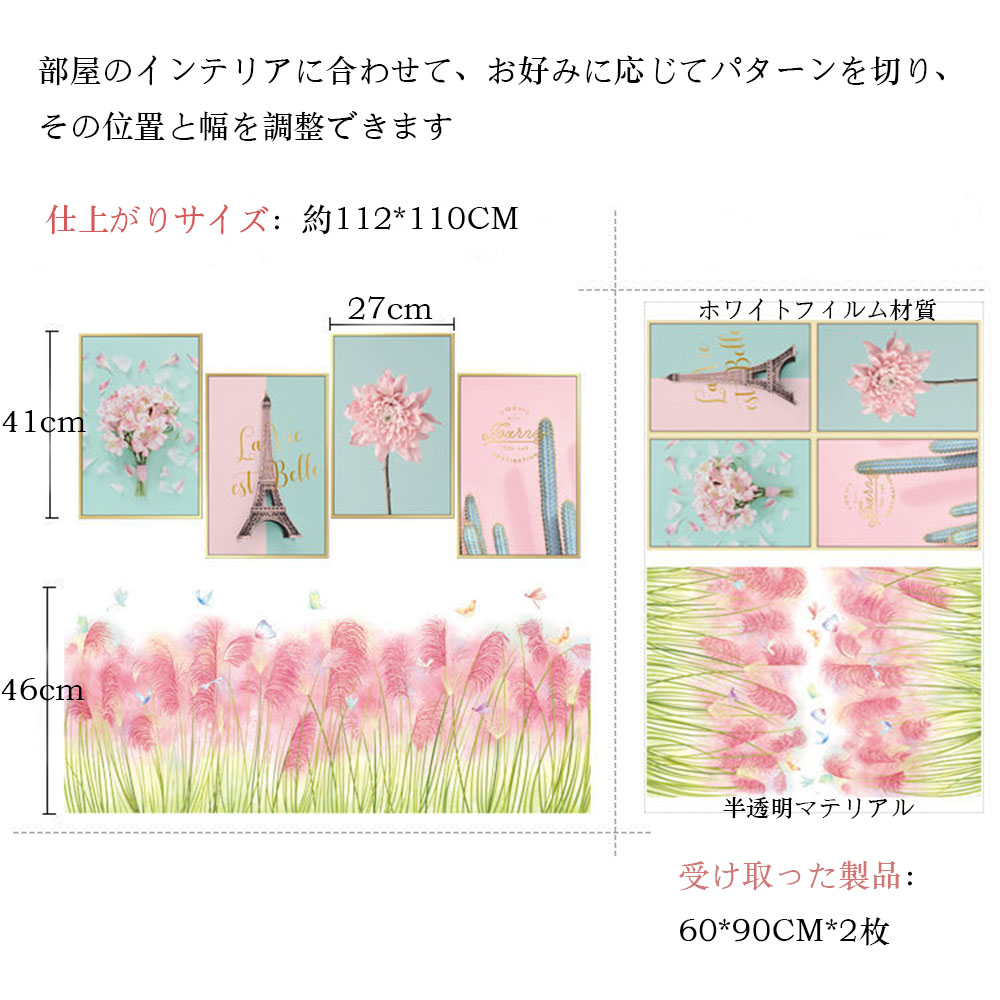 部屋のインテリアに合わせて、お好みに応じてパターンを切り、
その位置と幅を調整できます
仕上がりサイズ: 約112*110CM
27cm
41cm
La Vie
est Belle
46cm
ホワイトフィルム材質
La Vie
est Belle
半透明マテリアル
受け取った製品:
60*90CM*2枚